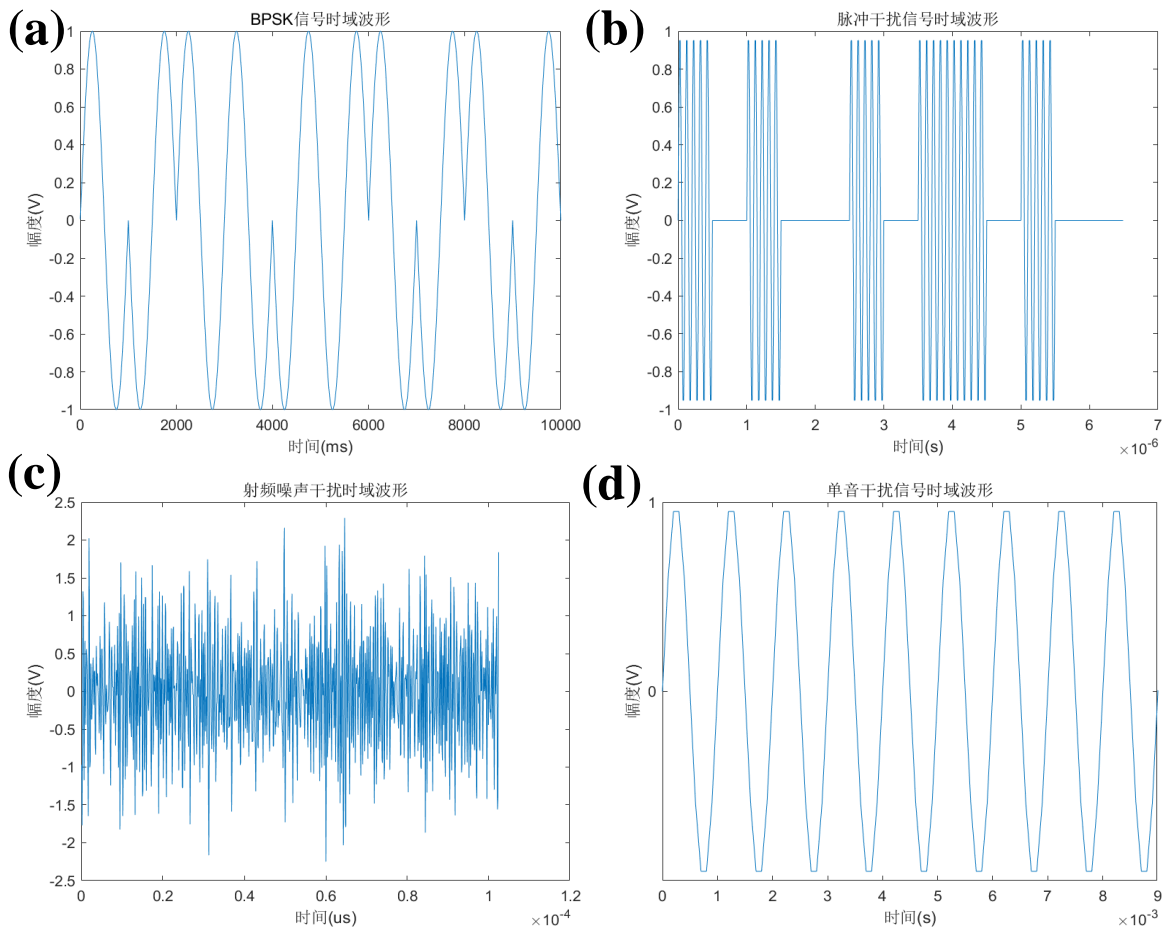 (a)
BPSK信号时域波形
1
0.8
0.6
0.4
0.2
0
-0.2
-0.4
-0.6
-0.8
-1
幅度(V)
0 2000 4000 6000 8000 10000
时间(ms)
(b)
脉冲干扰信号时域波形
1
0.8
0.6
0.4
0.2
0
-0.2
-0.4
-0.6
-0.8
-1
幅度(V)
0 1 2 3 4 5 6 7
时间(s)
×10-6
(c)
射频噪声干扰时域波形
2.5
2
1.5
1
0.5
0
-0.5
-1
-1.5
-2
-2.5
幅度(V)
0 0.2 0.4 0.6 0.8 1 1.2
时间(us)
×10-4
(d)
单音干扰信号时域波形
1
0
幅度(V)
0 1 2 3 4 5 6 7 8 9
时间(s)
×10-3